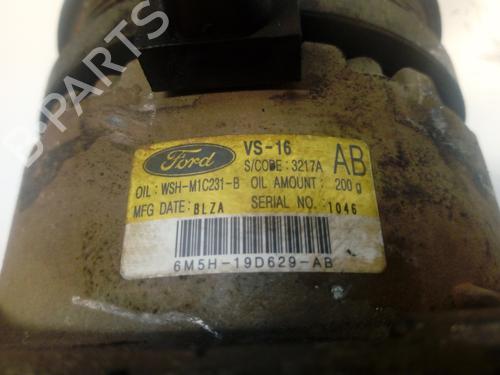 B-PARTS
Ford
VS-16
S/CODE: 3217A
AB
OIL: WSH-M1C231-B OIL AMOUNT: 200 g
MFG DATE: BLZA SERIAL NO.: 1046
6M5H-19D629-AB